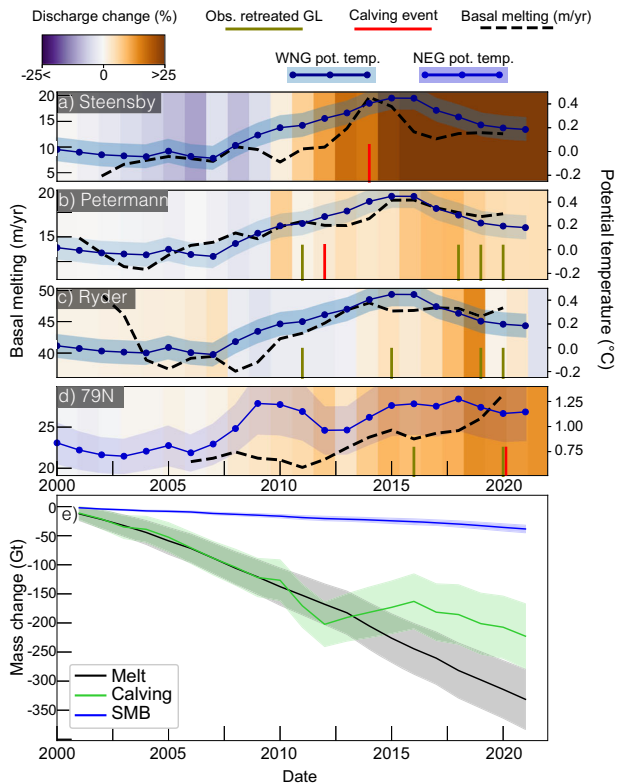 Discharge change (%)
-25< 0 >25
Obs. retreated GL
Calving event
Basal melting (m/yr)
WNG pot. temp.
NEG pot. temp.
a) Steensby
20
15
10
5
0.4
0.2
0.0
-0.2
b) Petermann
20
15
0.4
0.2
0.0
-0.2
c) Ryder
50
45
40
0.4
0.2
0.0
-0.2
d) 79N
25
20
1.25
1.00
0.75
Basal melting (m/yr)
Potential temperature (°C)
2000 2005 2010 2015 2020
e)
0
-50
-100
-150
-200
-250
-300
-350
Mass change (Gt)
Melt
Calving
SMB
2000 2005 2010 2015 2020
Date